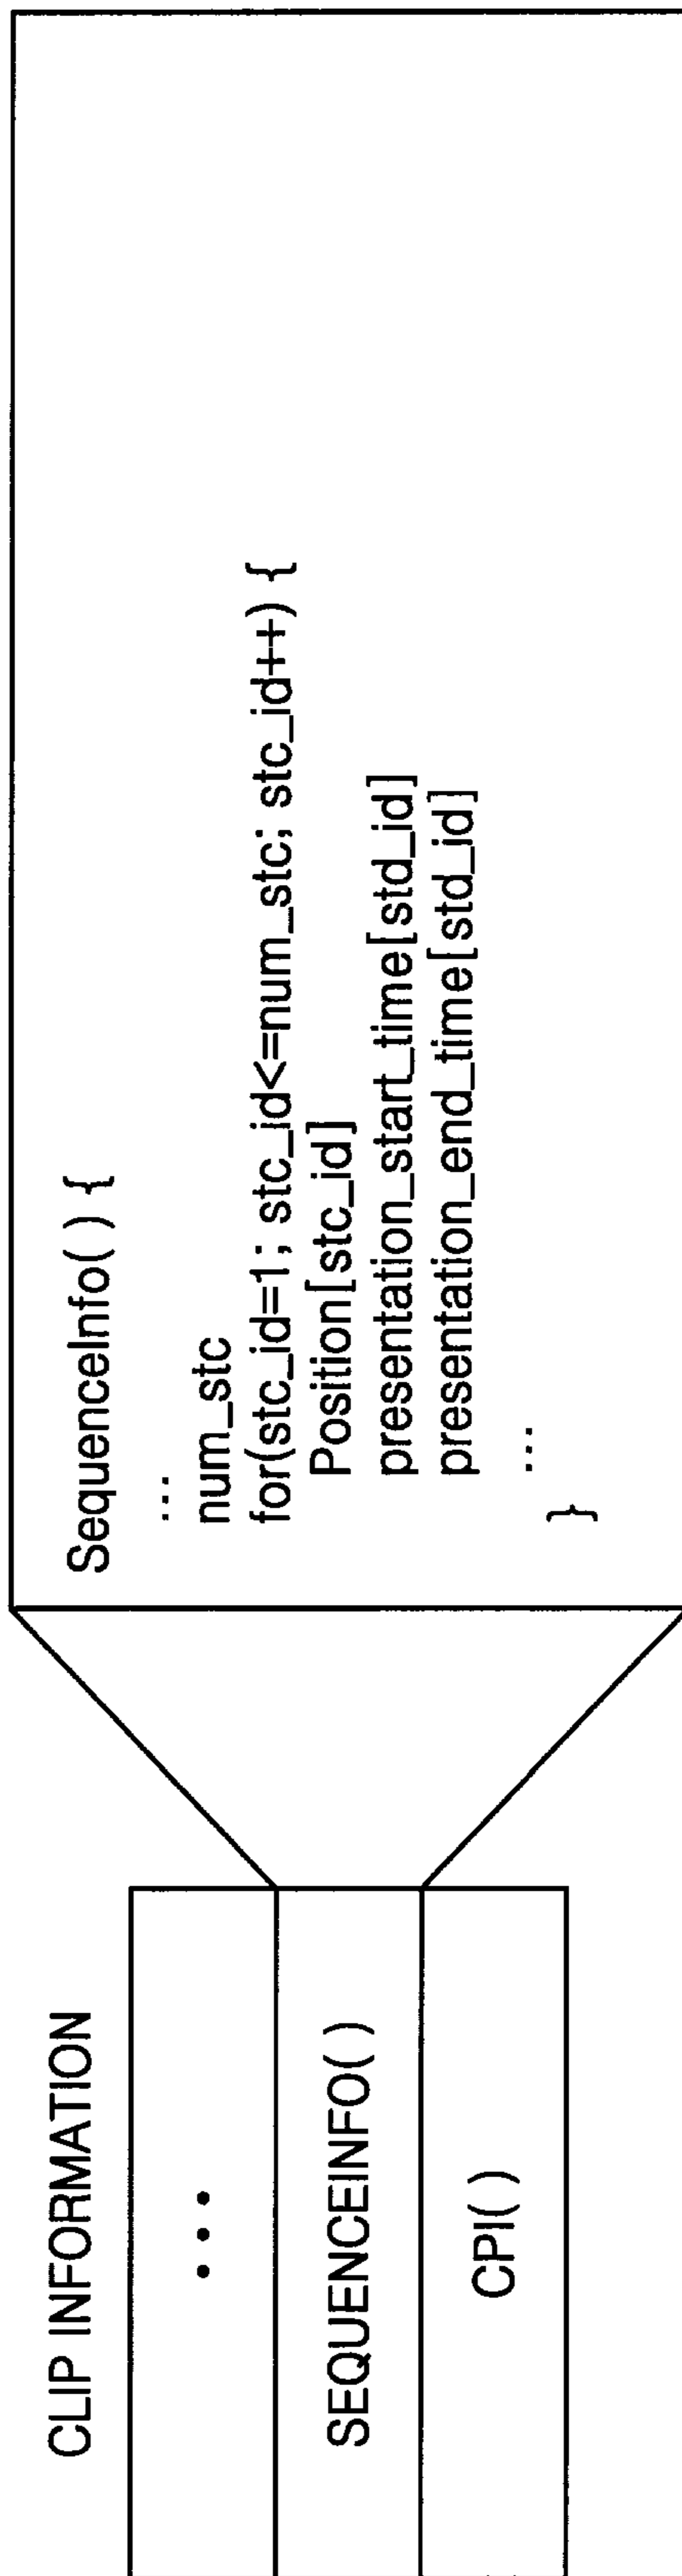 CLIP INFORMATION
...
SEQUENCEINFO( )
CPI( )
SequenceInfo( ) {
...
num_stc
for(stc_id=1; stc_id<=num_stc; stc_id++) {
Position[stc_id]
presentation_start_time[std_id]
presentation_end_time[std_id]
...
}